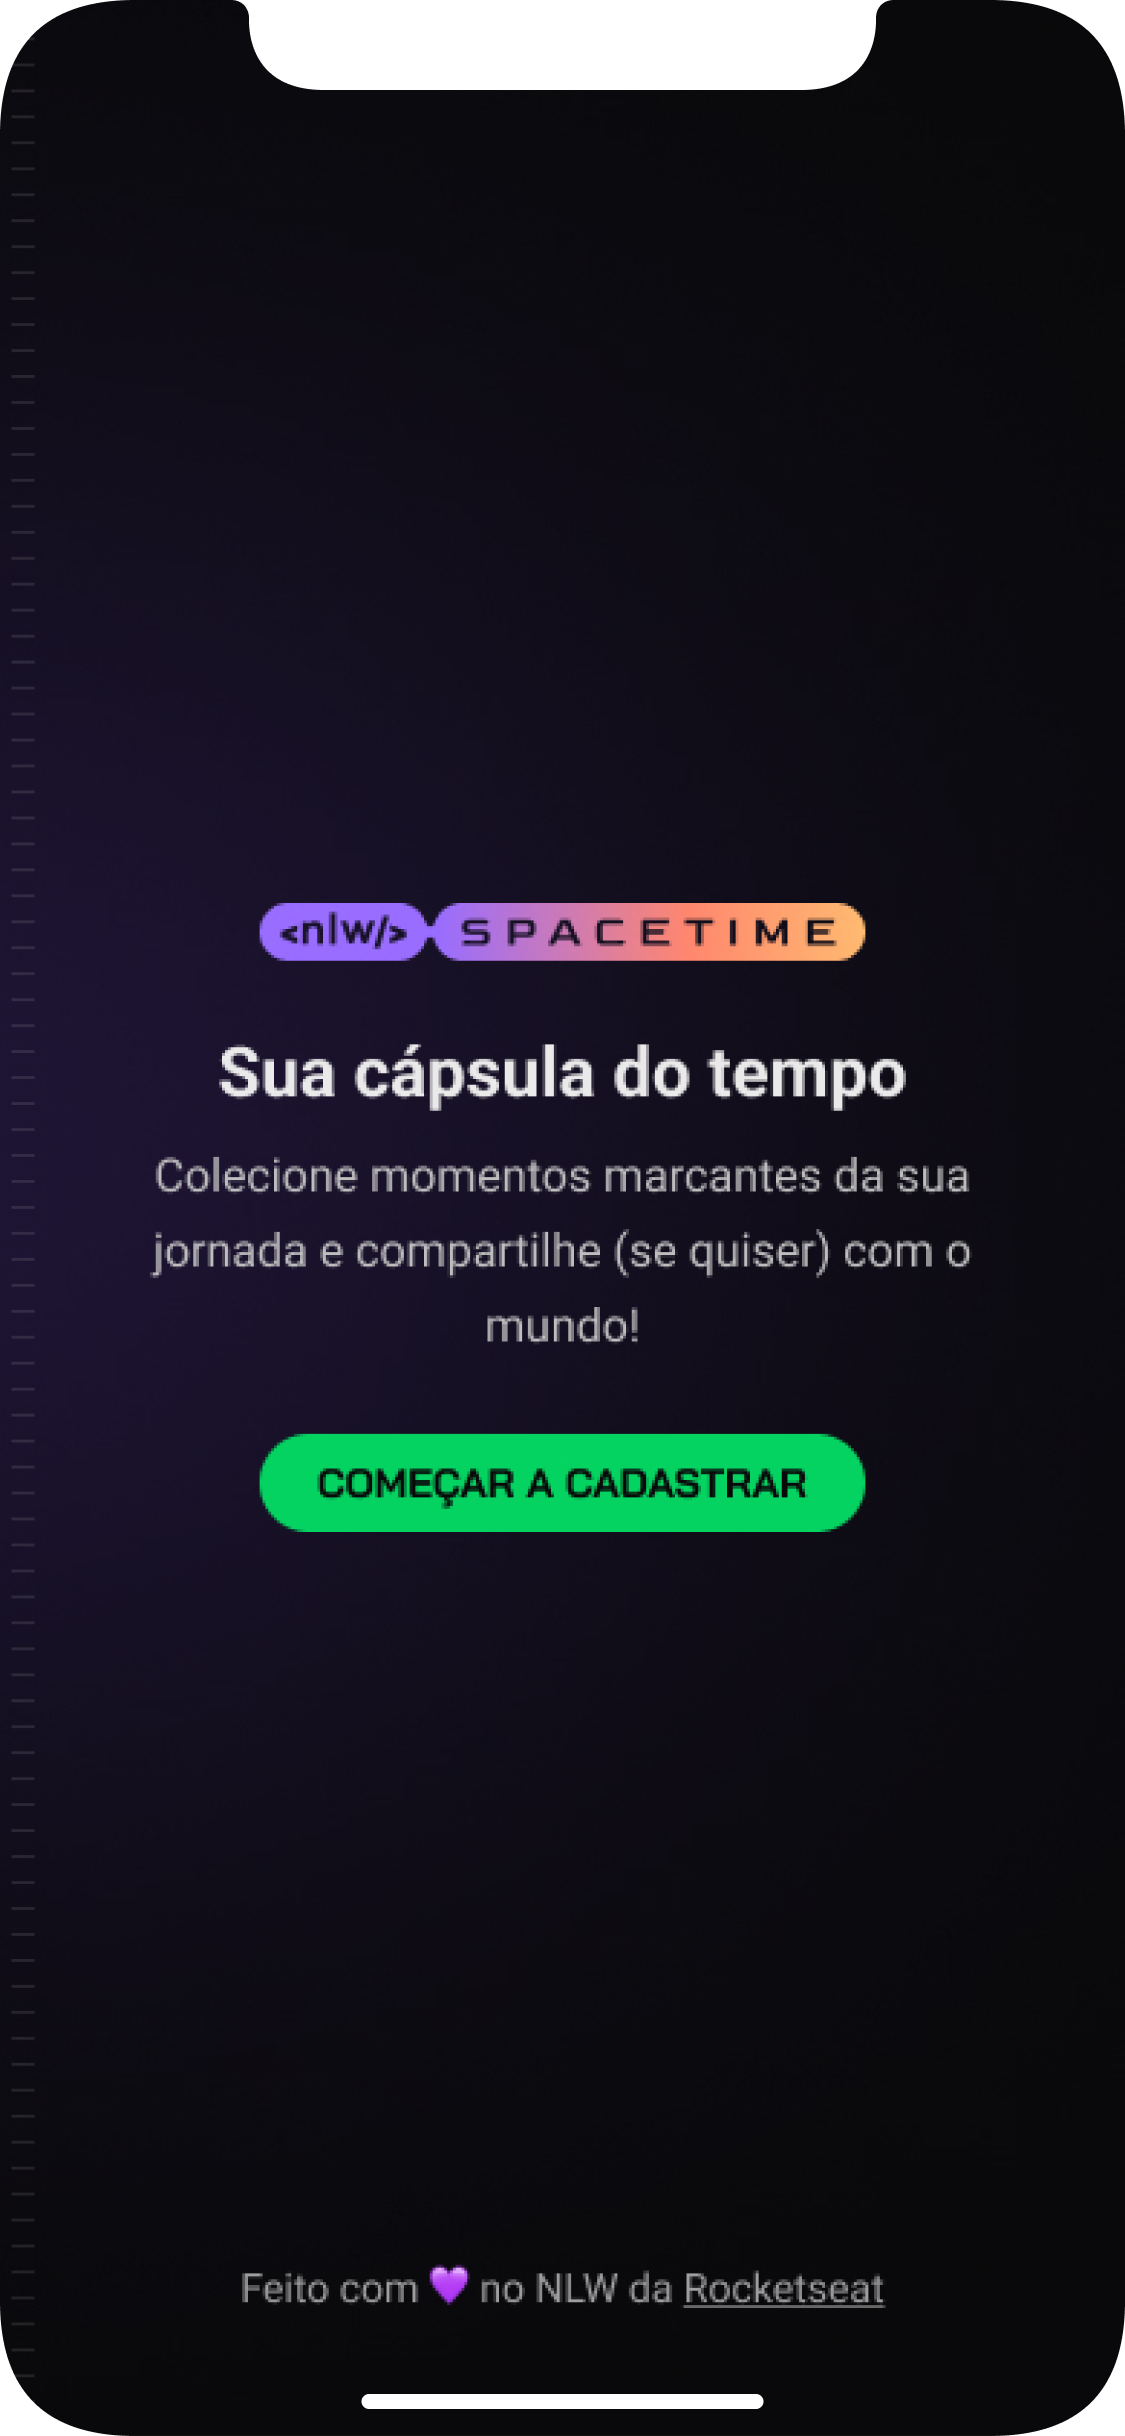 <nlw/> SPACETIME
Sua cápsula do tempo
Colecione momentos marcantes da sua
jornada e compartilhe (se quiser) com o
mundo!
COMEÇAR A CADASTRAR
Feito com 💜 no NLW da Rocketseat